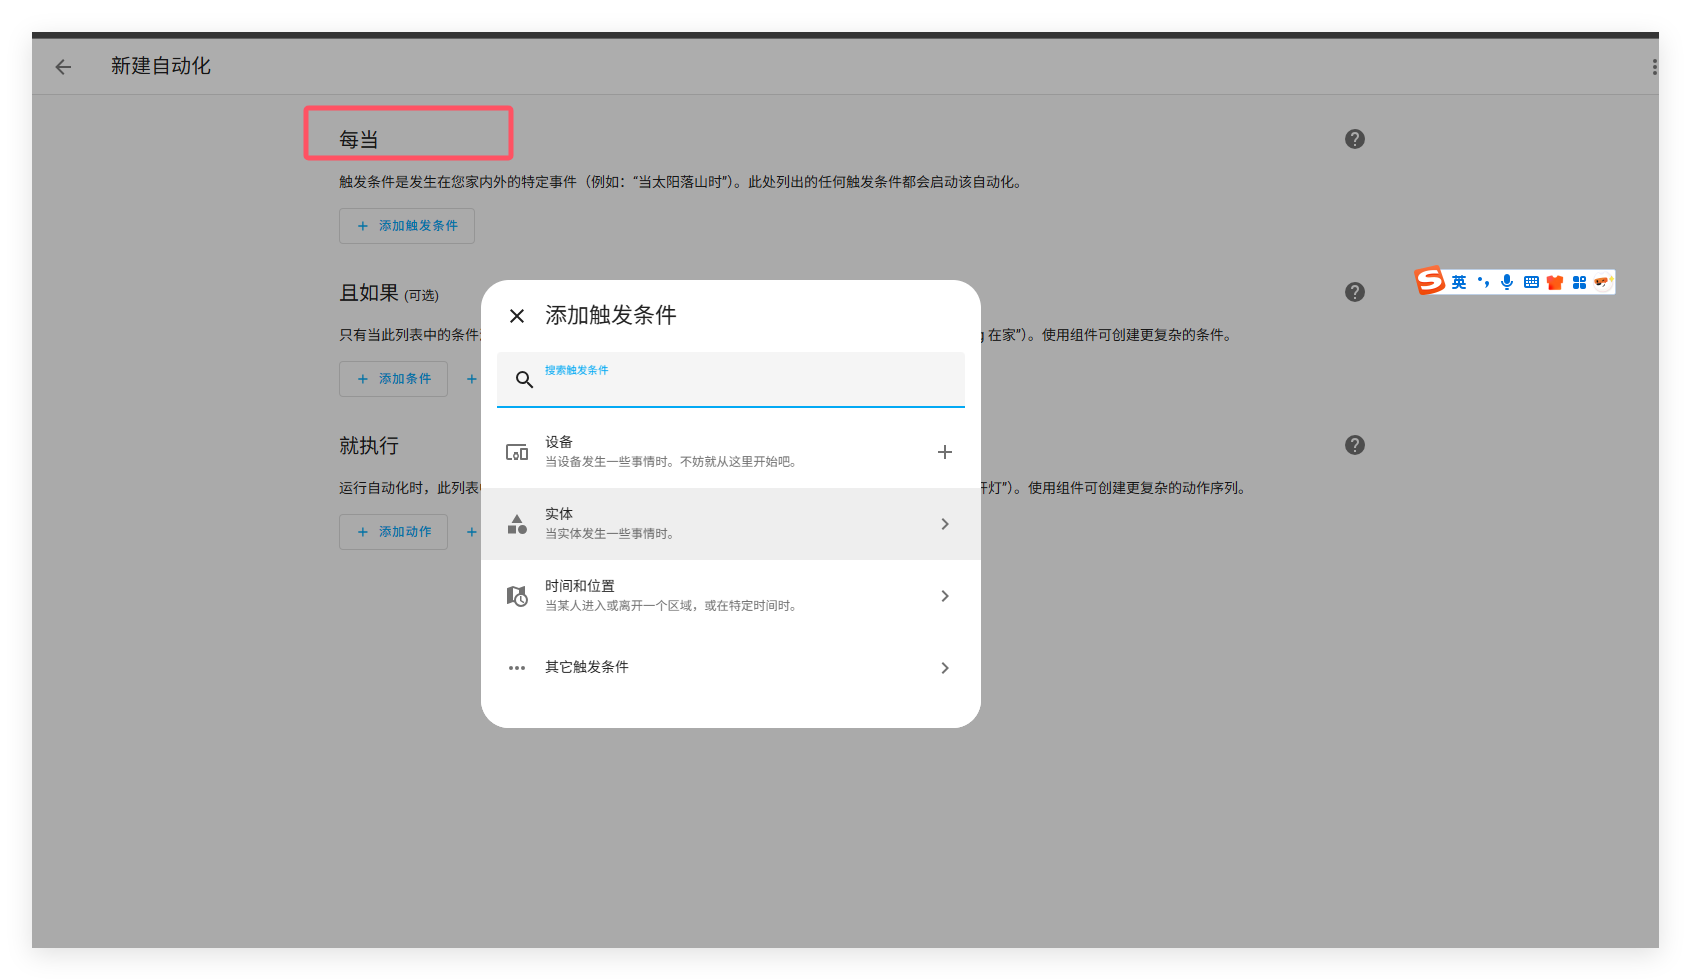 新建自动化
每当
触发条件是发生在您家内外的特定事件（例如：“当太阳落山时”）。此处列出的任何触发条件都会启动该自动化。
+ 添加触发条件
且如果 (可选)
只有当此列表中的条件
在家”）。使用组件可创建更复杂的条件。
+ 添加条件 +
就执行
运行自动化时，此列表
灯”）。使用组件可创建更复杂的动作序列。
+ 添加动作 +
添加触发条件
搜索触发条件
设备
当设备发生一些事情时。不妨就从这里开始吧。
实体
当实体发生一些事情时。
时间和位置
当某人进入或离开一个区域，或在特定时间时。
其它触发条件
S 英